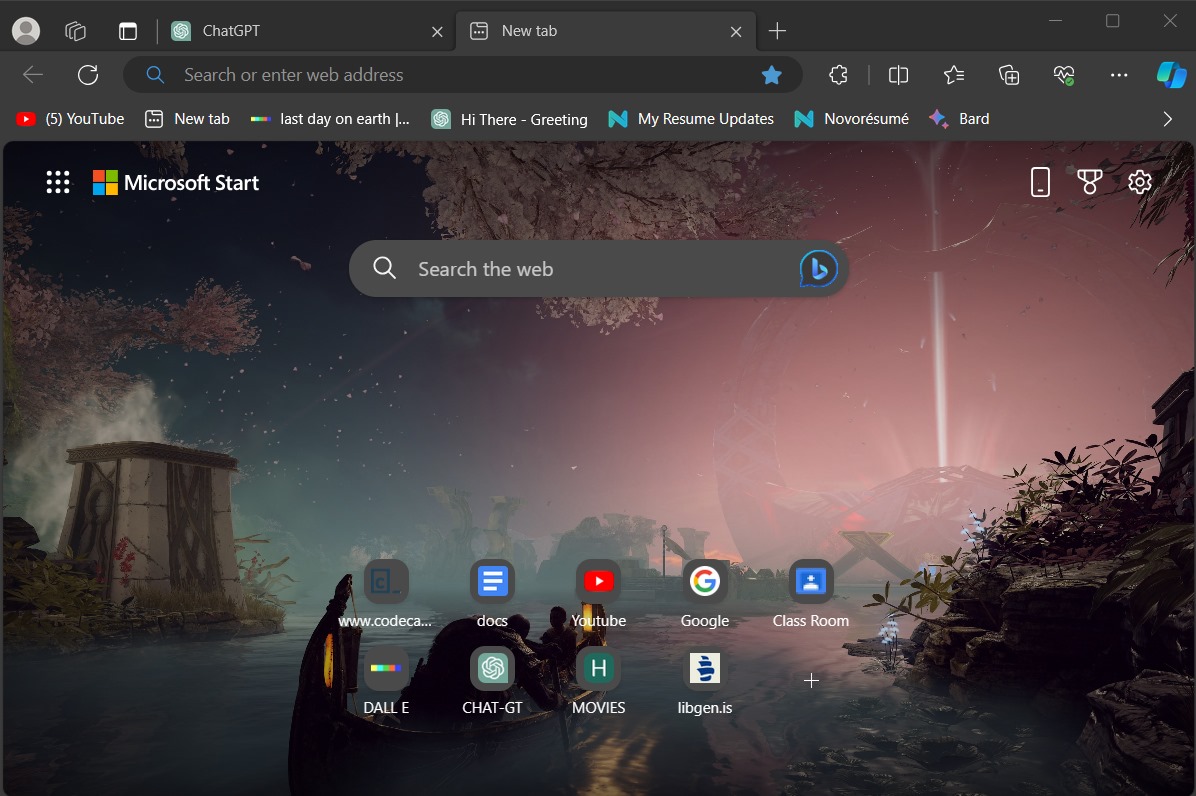 ChatGPT
New tab
Search or enter web address
(5) YouTube
New tab
last day on earth |...
Hi There - Greeting
My Resume Updates
Novorésumé
Bard
Microsoft Start
Search the web
www.codeca...
docs
Youtube
Google
Class Room
DALL E
CHAT-GT
H
MOVIES
libgen.is